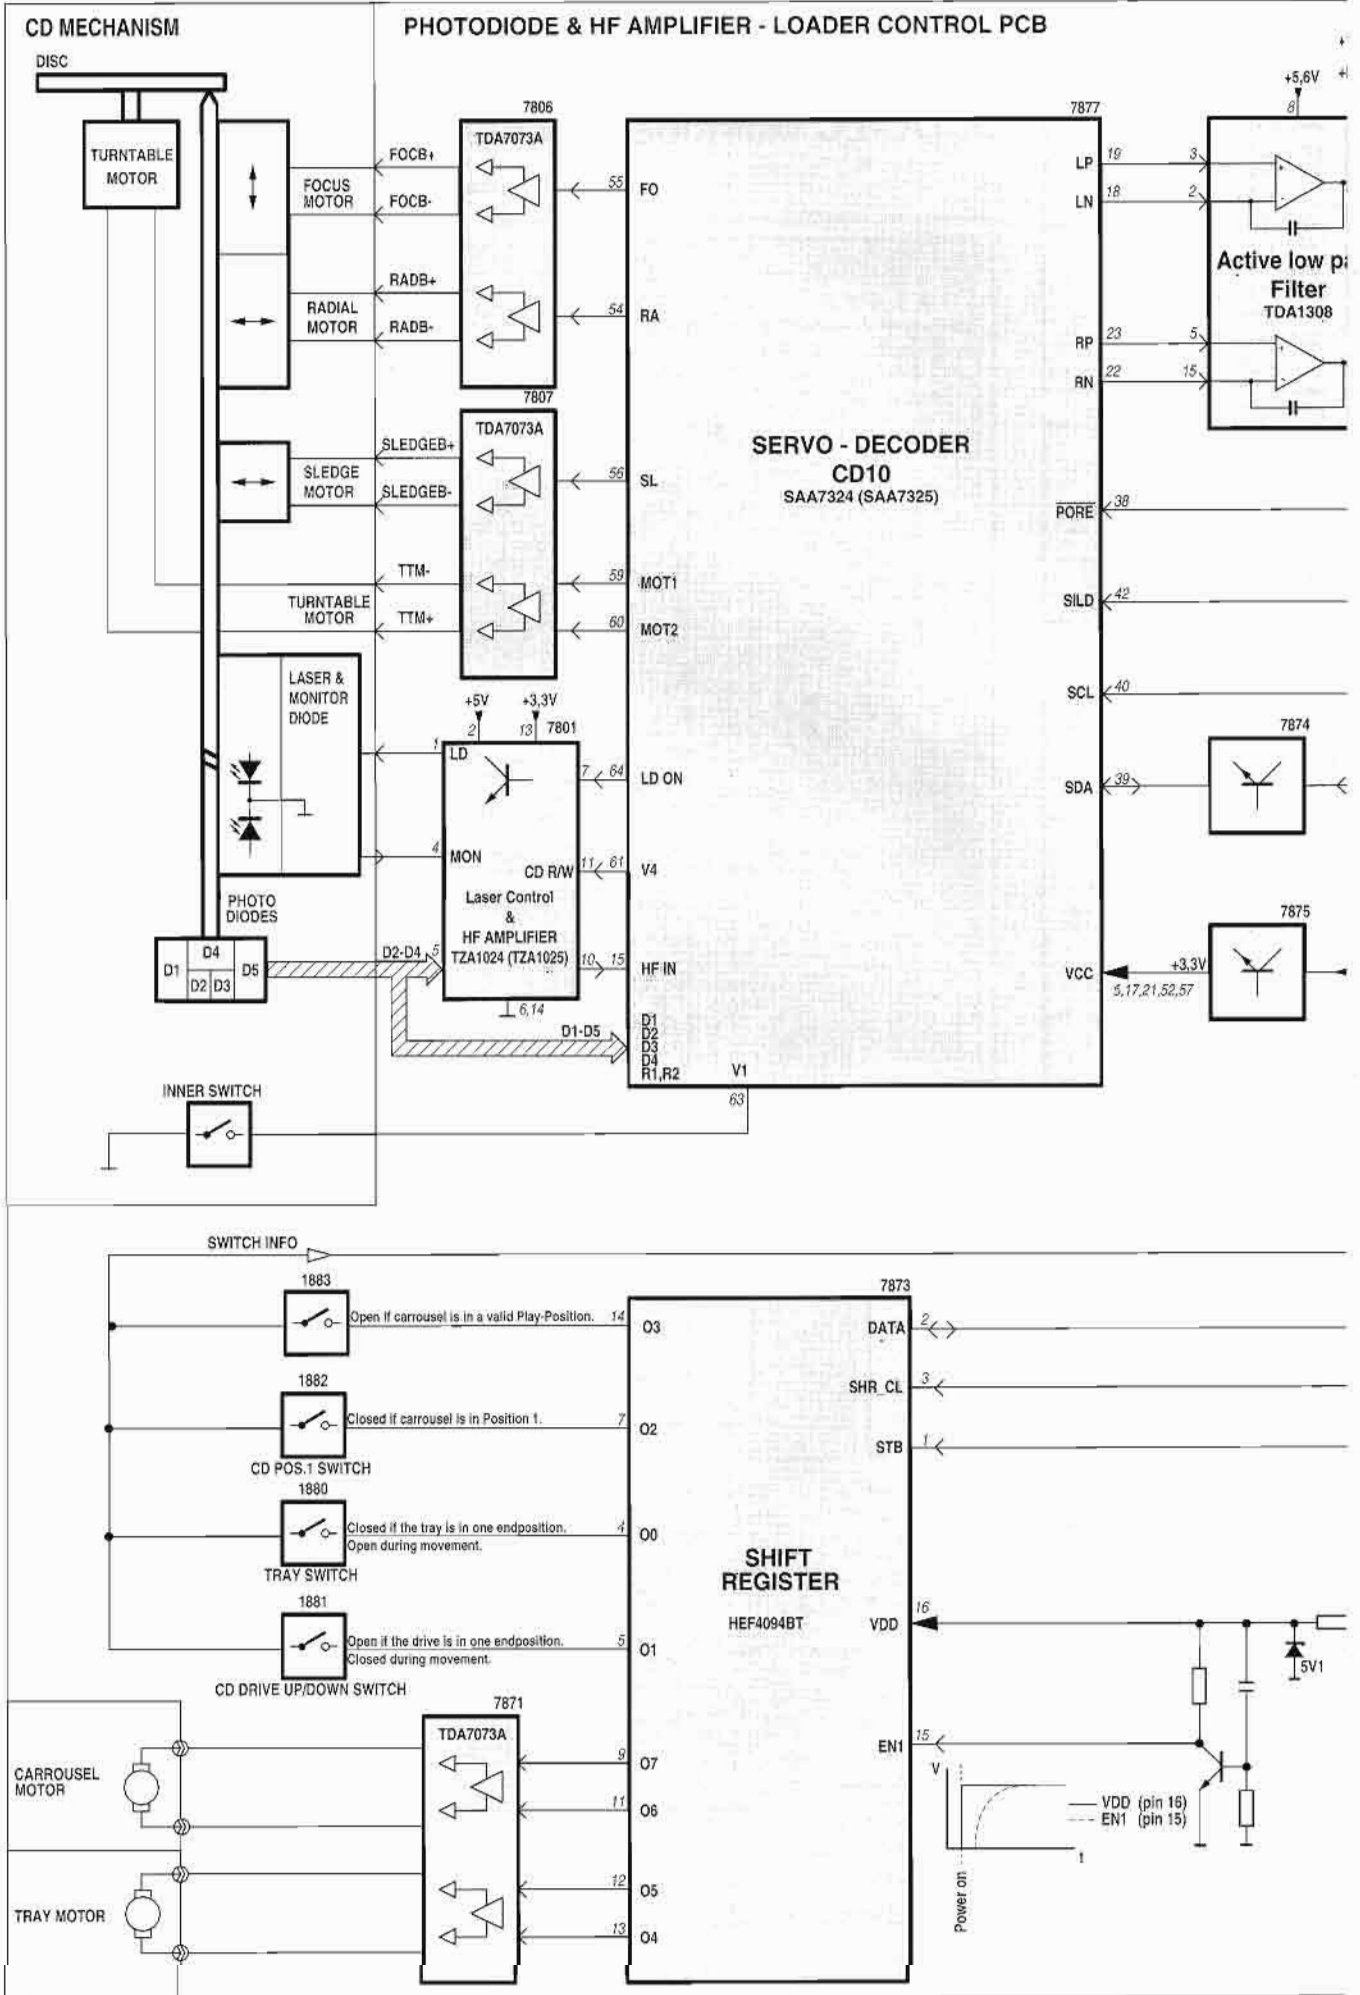 CD MECHANISM
PHOTODIODE & HF AMPLIFIER - LOADER CONTROL PCB
DISC
TURNTABLE
MOTOR
FOCUS
MOTOR
RADIAL
MOTOR
FOCB+
FOCB-
RADB+
RADB-
7806
TDA7073A
55 FO
54 RA
7807
TDA7073A
SLEDGE
MOTOR
SLEDGEB+
SLEDGEB-
56 SL
TTM-
TURNTABLE
MOTOR
TTM+
59 MOT1
60 MOT2
7877
SERVO - DECODER
CD10
SAA7324 (SAA7325)
LP 19 3
LN 18 2
RP 23 5
RN 22 15
+5,6V
8
Active low pa
Filter
TDA1308
PORE 38
SILD 42
SCL 40
SDA 39
7874
VCC
+3,3V
5,17,21,52,57
7875
LASER &
MONITOR
DIODE
+5V +3,3V
2 13 7801
1 LD
4 MON
7 64 LD ON
CD R/W 11 61 V4
Laser Control
&
HF AMPLIFIER
TZA1024 (TZA1025)
10 15 HF IN
6,14
PHOTO
DIODES
D1 D4 D5
D2 D3
D2-D4 5
D1-D5
D1
D2
D3
D4
R1,R2
V1
63
INNER SWITCH
SWITCH INFO
1883
Open if carrousel is in a valid Play-Position. 14 O3
1882
Closed if carrousel is in Position 1. 7 O2
CD POS.1 SWITCH
1880
Closed if the tray is in one endposition. 4 O0
Open during movement.
TRAY SWITCH
1881
Open if the drive is in one endposition. 5 O1
Closed during movement.
CD DRIVE UP/DOWN SWITCH
7873
SHIFT
REGISTER
HEF4094BT
DATA 2
SHR_CL 3
STB 1
VDD 16
5V1
EN1 15
V
VDD (pin 16)
EN1 (pin 15)
t
Power on
7871
TDA7073A
CARROUSEL
MOTOR
9 O7
11 O6
TRAY MOTOR
12 O5
13 O4